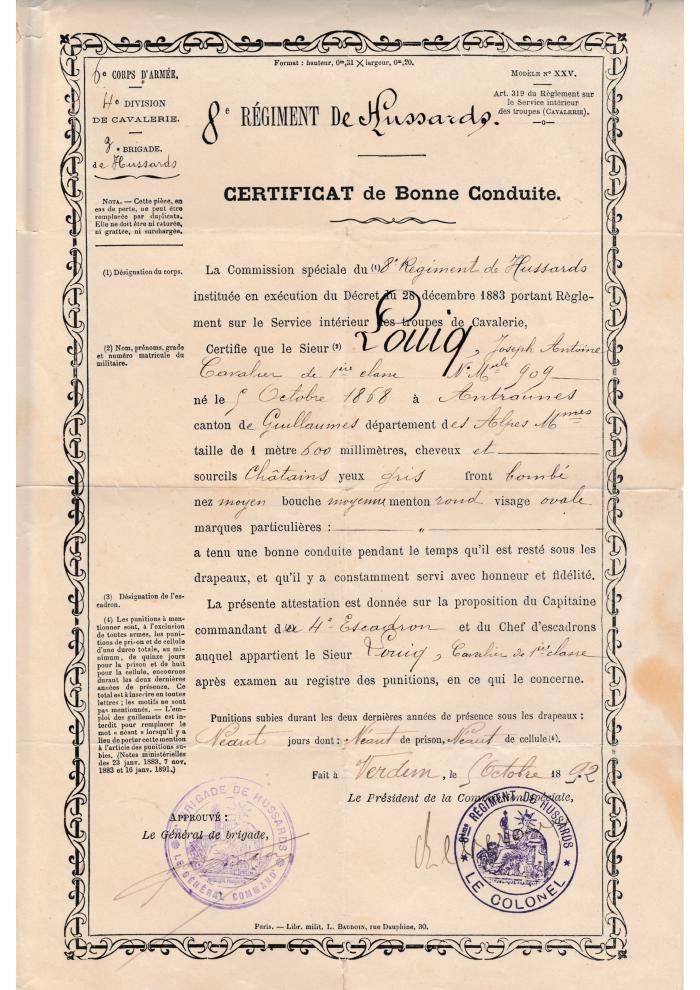 Format : hauteur, 0m,31 × largeur, 0m,20.
6e CORPS D'ARMÉE.
4e DIVISION
DE CAVALERIE.
BRIGADE.
de Hussards
NOTA. — Cette pièce, en
cas de perte, ne peut être
remplacée par duplicata.
Elle ne doit être ni raturée,
ni grattée, ni surchargée.
MODÈLE No XXV.
Art. 319 du Règlement sur
le Service intérieur
des troupes (CAVALERIE).
8e RÉGIMENT De Hussards.
CERTIFICAT de Bonne Conduite.
(1) Désignation du corps.
La Commission spéciale du (1) 8e Régiment de Hussards
instituée en exécution du Décret du 28 décembre 1883 portant Règle-
ment sur le Service intérieur des troupes de Cavalerie,
(2) Nom, prénoms, grade
et numéro matricule du
militaire.
Certifie que le Sieur (2) Louiq, Joseph Antoine
Cavalier de 1ière classe No Mle 909
né le 5 Octobre 1868 à Antraunes
canton de Guillaumes département des Alpes Mmes
taille de 1 mètre 600 millimètres, cheveux et
sourcils Châtains yeux gris front bombé
nez moyen bouche moyenne menton rond visage ovale
marques particulières : "
a tenu une bonne conduite pendant le temps qu'il est resté sous les
drapeaux, et qu'il y a constamment servi avec honneur et fidélité.
(3) Désignation de l'es-
cadron.
(4) Les punitions à men-
tionner sont, à l'exclusion
de toutes armes, les puni-
tions de prison et de cellule
d'une durée totale, au mi-
nimum, de quinze jours
pour la prison et de huit
pour la cellule, encourues
durant les deux dernières
années de présence. Ce
total est à inscrire en toutes
lettres ; les motifs ne sont
pas mentionnés. — L'em-
ploi des guillemets est in-
terdit pour remplacer le
mot « néant » lorsqu'il y a
lieu de porter cette mention
à l'article des punitions su-
bies. (Notes ministérielles
des 23 janv. 1873, 7 nov.
1883 et 16 janv. 1891.)
La présente attestation est donnée sur la proposition du Capitaine
commandant du 4e Escadron et du Chef d'escadrons
auquel appartient le Sieur Louiq, Cavalier de 1ière classe
après examen au registre des punitions, en ce qui le concerne.
Punitions subies durant les deux dernières années de présence sous les drapeaux :
Néant jours dont : Néant de prison, Néant de cellule (4).
Fait à Verdun, le 5 Octobre 1892
Le Président de la Commission spéciale,
APPROUVÉ :
Le Général de brigade,
BRIGADE DE HUSSARDS
LE GÉNÉRAL COMMANDt
8ème RÉGIMENT DE HUSSARDS
LE COLONEL
Paris. — Libr. milit. L. BAUDOIN, rue Dauphine, 30.